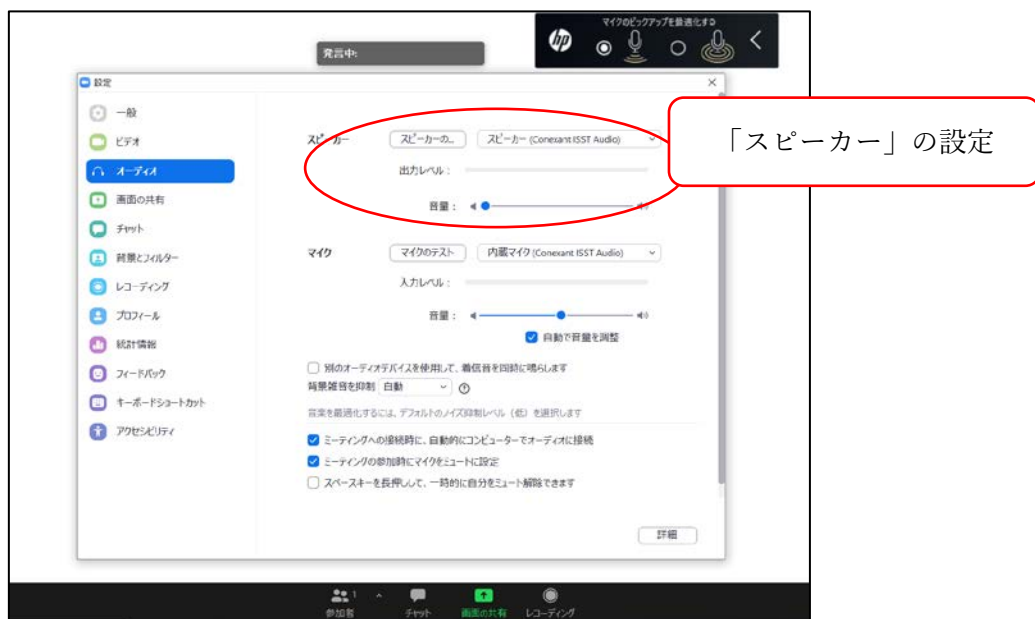 マイクのピックアップを最適化する
hp
発言中:
設定
一般
ビデオ
オーディオ
画面の共有
チャット
背景とフィルター
レコーディング
プロフィール
統計情報
フィードバック
キーボードショートカット
アクセシビリティ
スピーカー
スピーカーの...
スピーカー (Conexant ISST Audio)
出力レベル:
音量:
マイク
マイクのテスト
内蔵マイク (Conexant ISST Audio)
入力レベル:
音量:
自動で音量を調整
別のオーディオデバイスを使用して、着信音を同時に鳴らします
背景雑音を抑制 自動
音楽を最適化するには、デフォルトのノイズ抑制レベル（低）を選択します
ミーティングへの接続時に、自動的にコンピューターでオーディオに接続
ミーティングの参加時にマイクをミュートに設定
スペースキーを長押しして、一時的に自分をミュート解除できます
詳細
「スピーカー」の設定
1
参加者
チャット
画面の共有
レコーディング